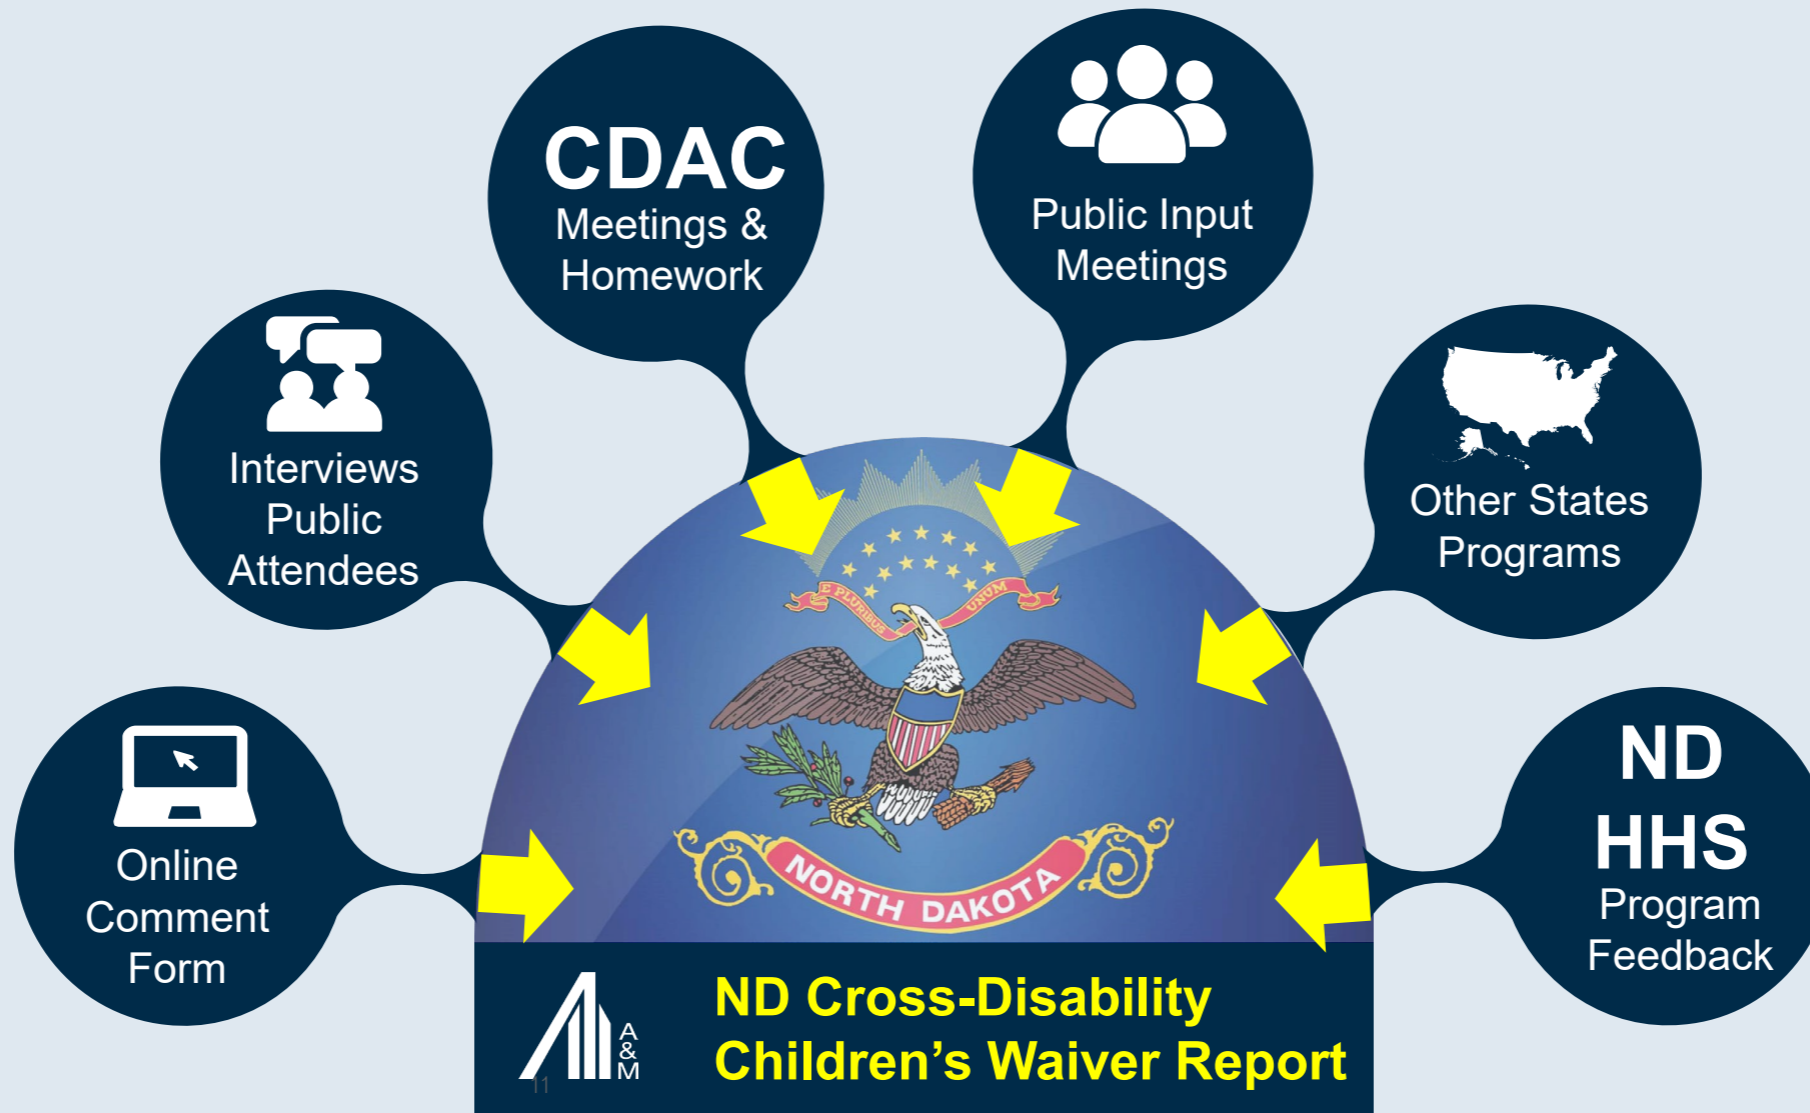 CDAC
Meetings &
Homework
Public Input
Meetings
Interviews
Public
Attendees
Other States
Programs
Online
Comment
Form
ND
HHS
Program
Feedback
E PLURIBUS
UNUM
NORTH DAKOTA
A
&
M
11
ND Cross-Disability
Children’s Waiver Report